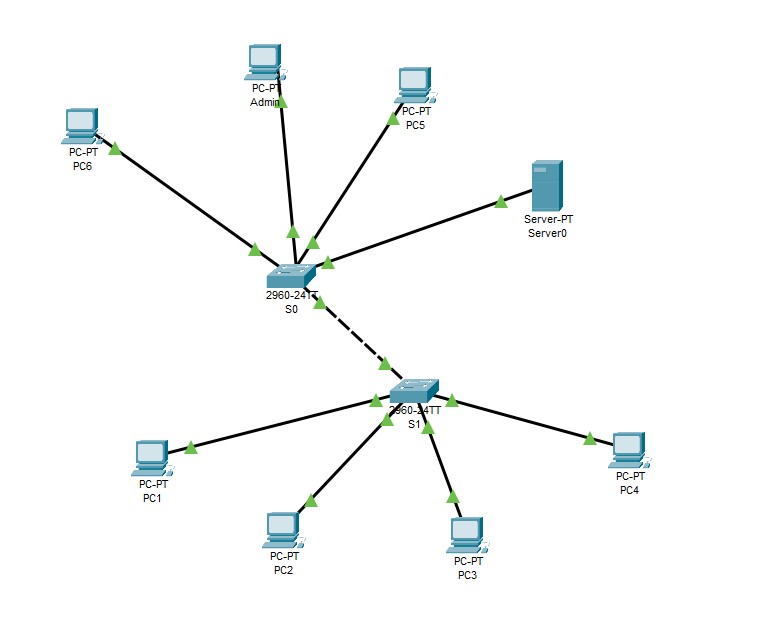 PC-PT
Admin
PC-PT
PC5
PC-PT
PC6
Server-PT
Server0
2960-24TT
S0
2960-24TT
S1
PC-PT
PC1
PC-PT
PC4
PC-PT
PC2
PC-PT
PC3